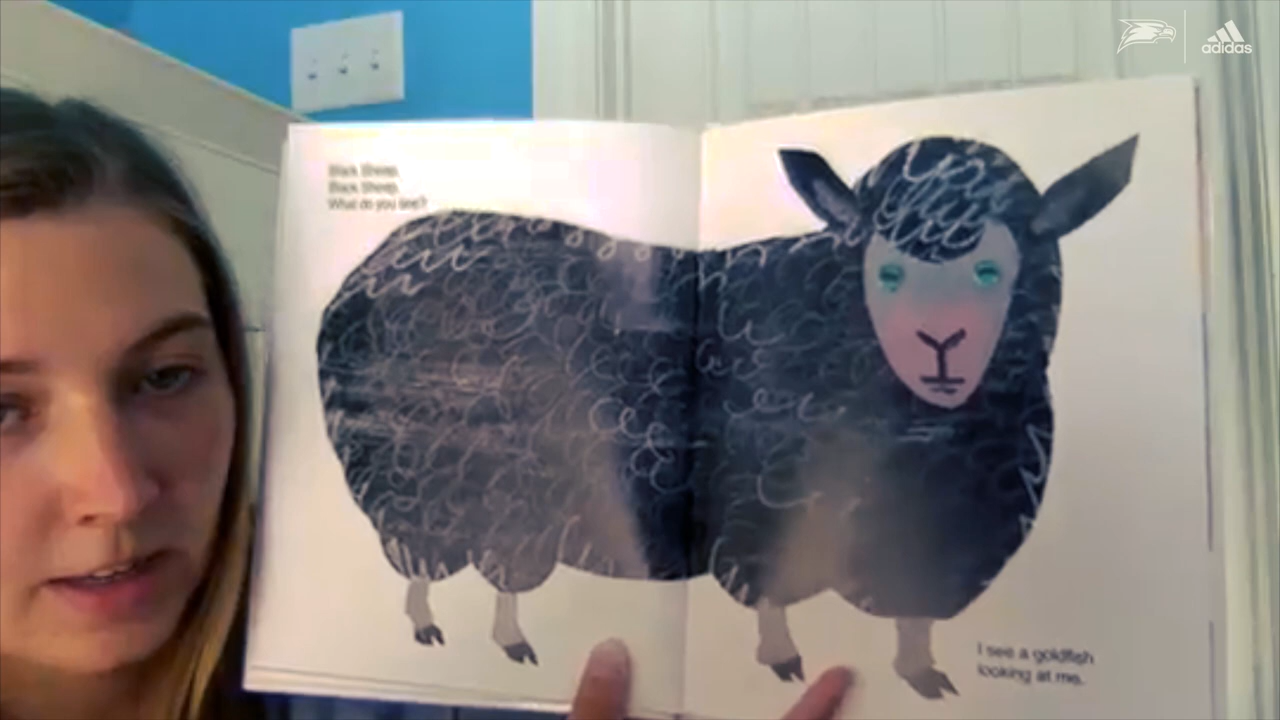 adidas
Black Sheep,
Black Sheep,
What do you see?
I see a goldfish
looking at me.